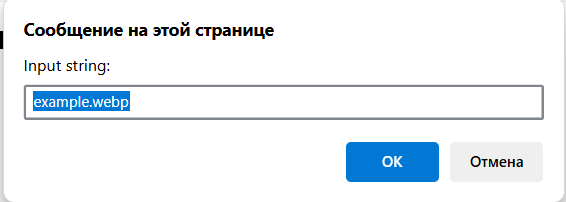 Сообщение на этой странице
Input string:
example.webp
OK
Отмена